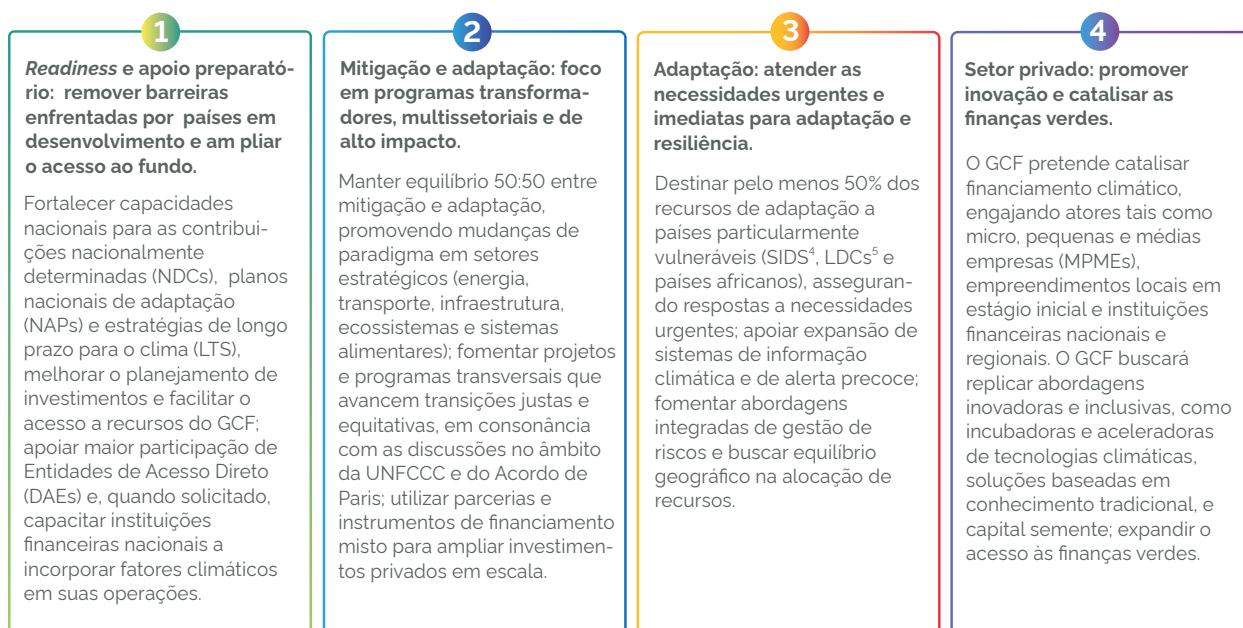 1
Readiness e apoio preparató-
rio: remover barreiras
enfrentadas por países em
desenvolvimento e am pliar
o acesso ao fundo.
Fortalecer capacidades
nacionais para as contribui-
ções nacionalmente
determinadas (NDCs), planos
nacionais de adaptação
(NAPs) e estratégias de longo
prazo para o clima (LTS),
melhorar o planejamento de
investimentos e facilitar o
acesso a recursos do GCF;
apoiar maior participação de
Entidades de Acesso Direto
(DAEs) e, quando solicitado,
capacitar instituições
financeiras nacionais a
incorporar fatores climáticos
em suas operações.
2
Mitigação e adaptação: foco
em programas transforma-
dores, multissetoriais e de
alto impacto.
Manter equilíbrio 50:50 entre
mitigação e adaptação,
promovendo mudanças de
paradigma em setores
estratégicos (energia,
transporte, infraestrutura,
ecossistemas e sistemas
alimentares); fomentar projetos
e programas transversais que
avancem transições justas e
equitativas, em consonância
com as discussões no âmbito
da UNFCCC e do Acordo de
Paris; utilizar parcerias e
instrumentos de financiamento
misto para ampliar investimen-
tos privados em escala.
3
Adaptação: atender as
necessidades urgentes e
imediatas para adaptação e
resiliência.
Destinar pelo menos 50% dos
recursos de adaptação a
países particularmente
vulneráveis (SIDS⁴, LDCs⁵ e
países africanos), asseguran-
do respostas a necessidades
urgentes; apoiar expansão de
sistemas de informação
climática e de alerta precoce;
fomentar abordagens
integradas de gestão de
riscos e buscar equilíbrio
geográfico na alocação de
recursos.
4
Setor privado: promover
inovação e catalisar as
finanças verdes.
O GCF pretende catalisar
financiamento climático,
engajando atores tais como
micro, pequenas e médias
empresas (MPMEs),
empreendimentos locais em
estágio inicial e instituições
financeiras nacionais e
regionais. O GCF buscará
replicar abordagens
inovadoras e inclusivas, como
incubadoras e aceleradoras
de tecnologias climáticas,
soluções baseadas em
conhecimento tradicional, e
capital semente; expandir o
acesso às finanças verdes.